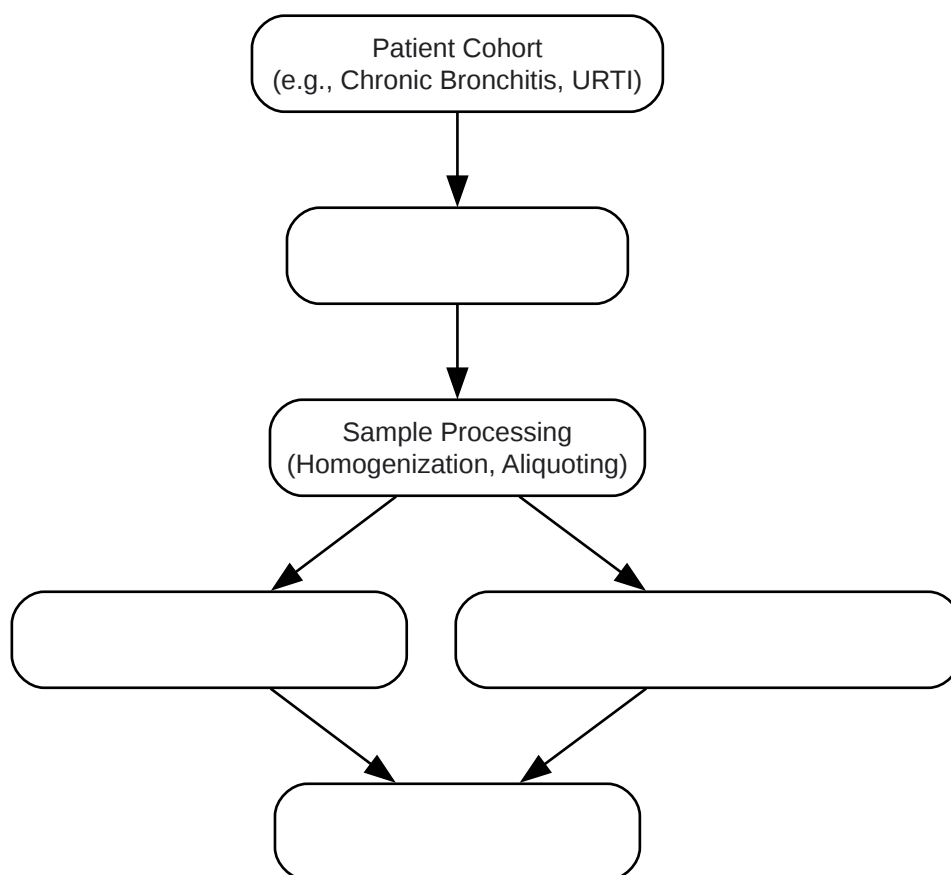 Patient Cohort
(e.g., Chronic Bronchitis, URTI)
Sample Processing
(Homogenization, Aliquoting)